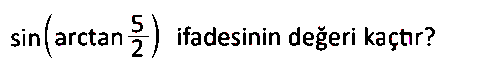 sin(arctan 5/2) ifadesinin değeri kaçtır?